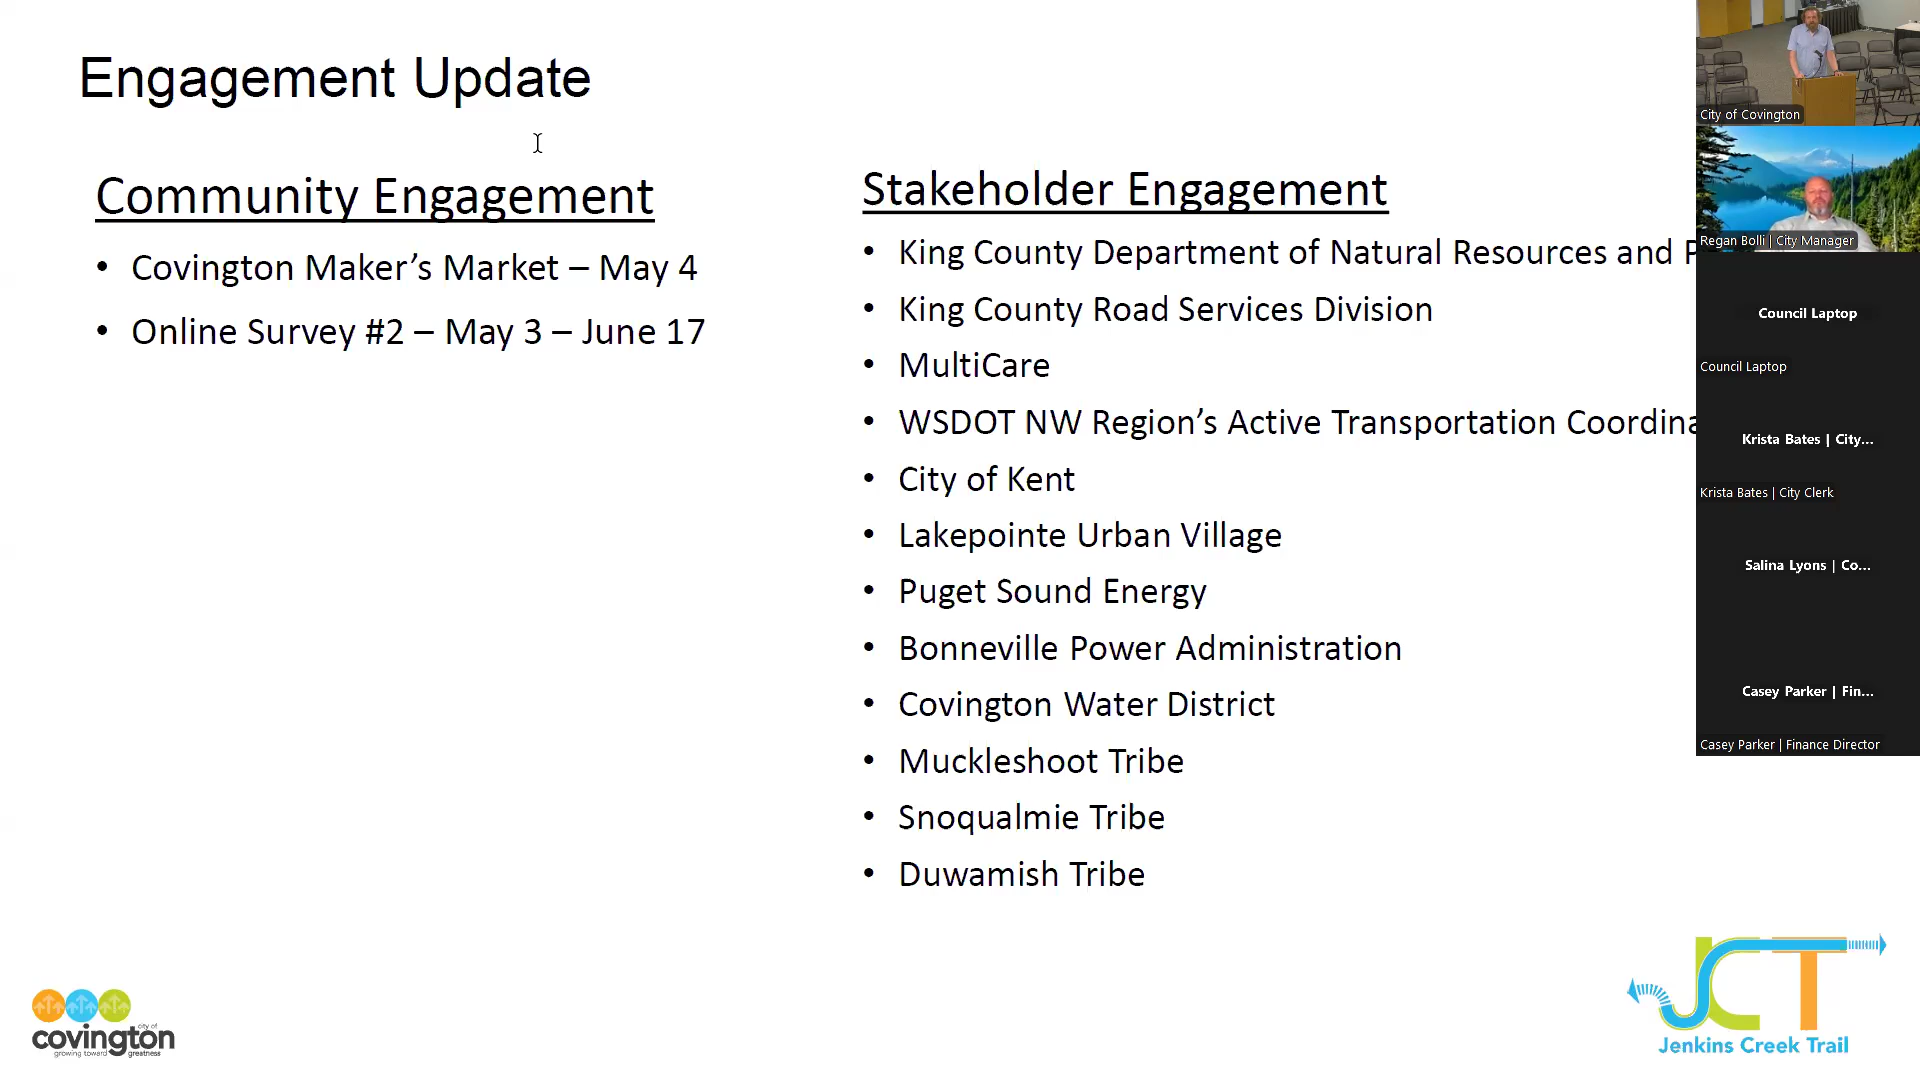 Engagement Update
Community Engagement
• Covington Maker’s Market – May 4
• Online Survey #2 – May 3 – June 17
Stakeholder Engagement
• King County Department of Natural Resources and
• King County Road Services Division
• MultiCare
• WSDOT NW Region’s Active Transportation Coordina
• City of Kent
• Lakepointe Urban Village
• Puget Sound Energy
• Bonneville Power Administration
• Covington Water District
• Muckleshoot Tribe
• Snoqualmie Tribe
• Duwamish Tribe
City of Covington
Regan Bolli | City Manager
Council Laptop
Council Laptop
Krista Bates | City...
Krista Bates | City Clerk
Salina Lyons | Co...
Casey Parker | Fin...
Casey Parker | Finance Director
city of
covington
growing toward greatness
JCT
Jenkins Creek Trail